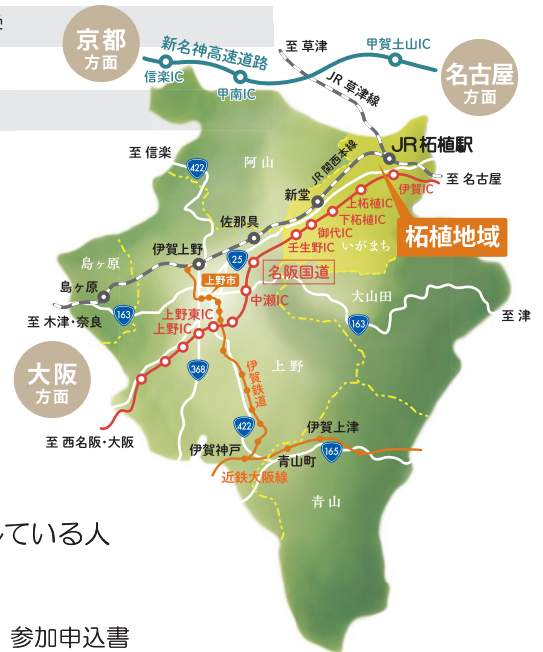 京都
方面
新名神高速道路
至 草津
甲賀土山IC
信楽IC
甲南IC
名古屋
方面
JR 草津線
JR 柘植駅
至 信楽
422
阿山
JR 関西本線
至 名古屋
伊賀IC
新堂
上柘植IC
下柘植IC
佐那具
御代IC
壬生野IC
いがまち
柘植地域
伊賀上野
25
名阪国道
島ヶ原
上野市
島ヶ原
中瀬IC
大山田
163
上野東IC
至 木津・奈良
上野IC
163
至 津
大阪
方面
368
伊賀鉄道
上野
422
伊賀上津
至 西名阪・大阪
伊賀神戸
165
青山町
近鉄大阪線
青山
している人
参加申込書